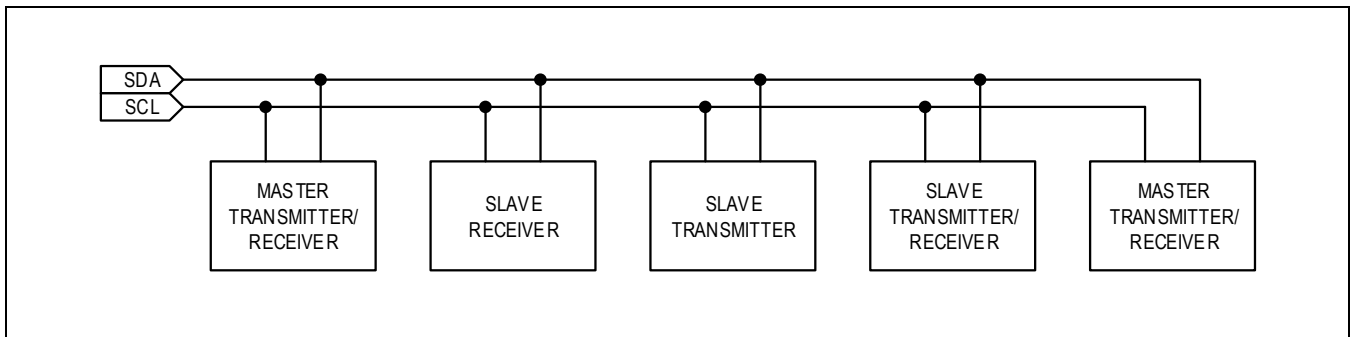 SDA
SCL
MASTER
TRANSMITTER/
RECEIVER
SLAVE
RECEIVER
SLAVE
TRANSMITTER
SLAVE
TRANSMITTER/
RECEIVER
MASTER
TRANSMITTER/
RECEIVER